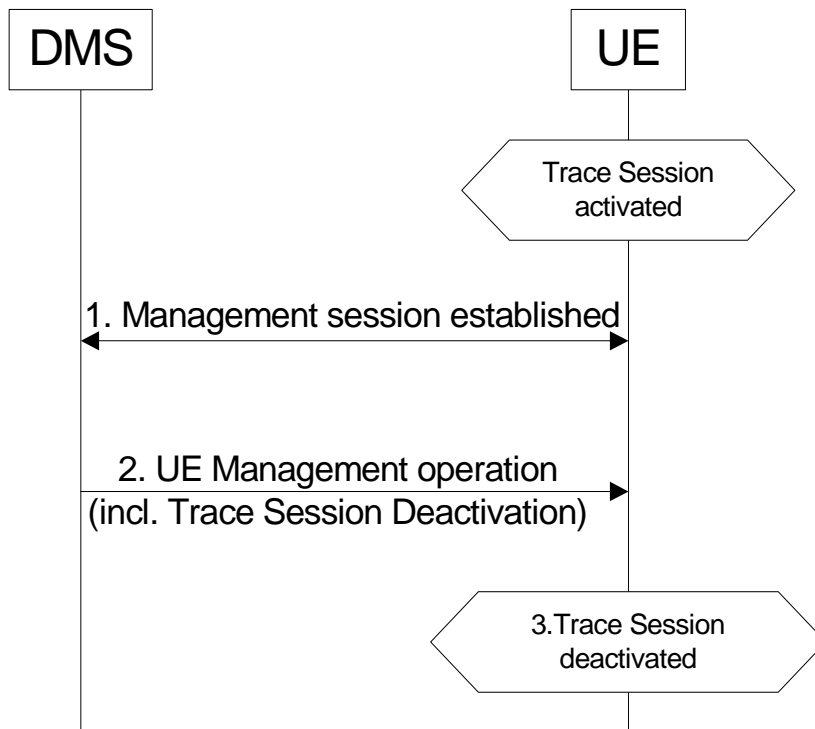 DMS
UE
Trace Session
activated
1. Management session established
2. UE Management operation
(incl. Trace Session Deactivation)
3.Trace Session
deactivated